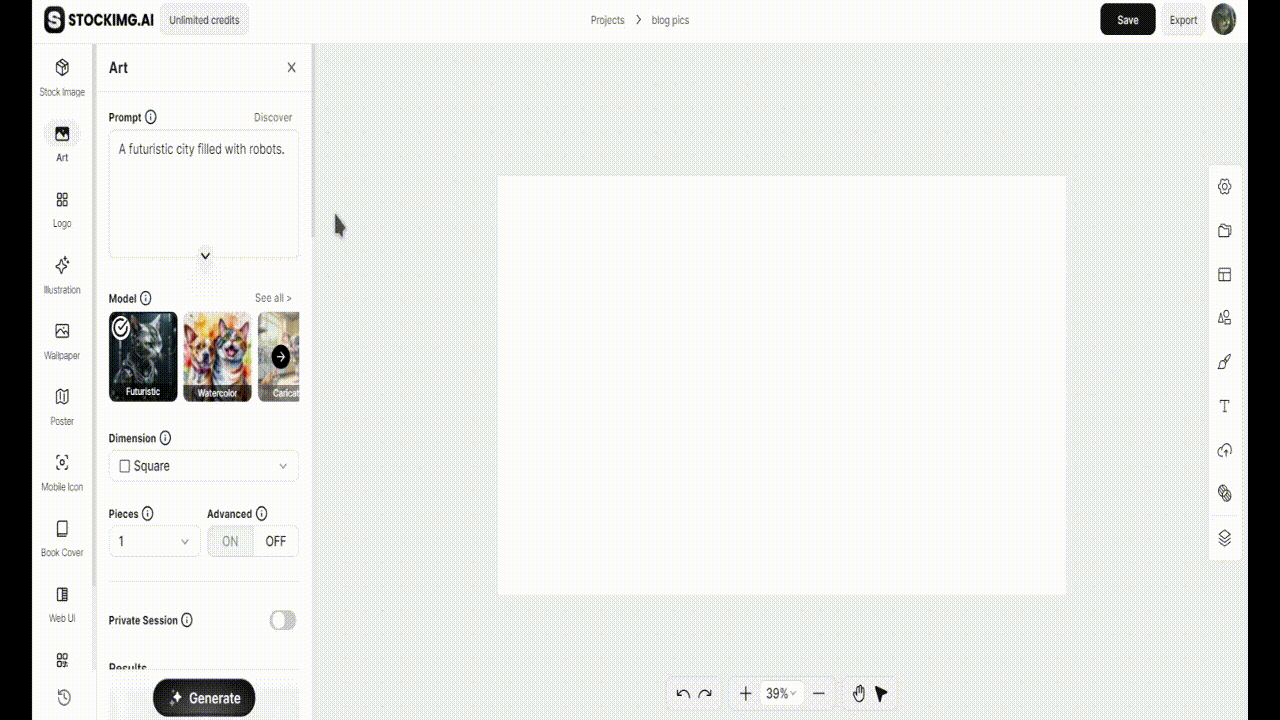 S STOCKIMG.AI
Unlimited credits
Projects > blog pics
Save
Export
Stock Image
Art
Logo
Illustration
Wallpaper
Poster
Mobile Icon
Book Cover
Web UI
Art
Prompt
Discover
A futuristic city filled with robots.
Model
See all >
Futuristic
Watercolor
Caricat
Dimension
Square
Pieces
Advanced
1
ON OFF
Private Session
Results
Generate
39%